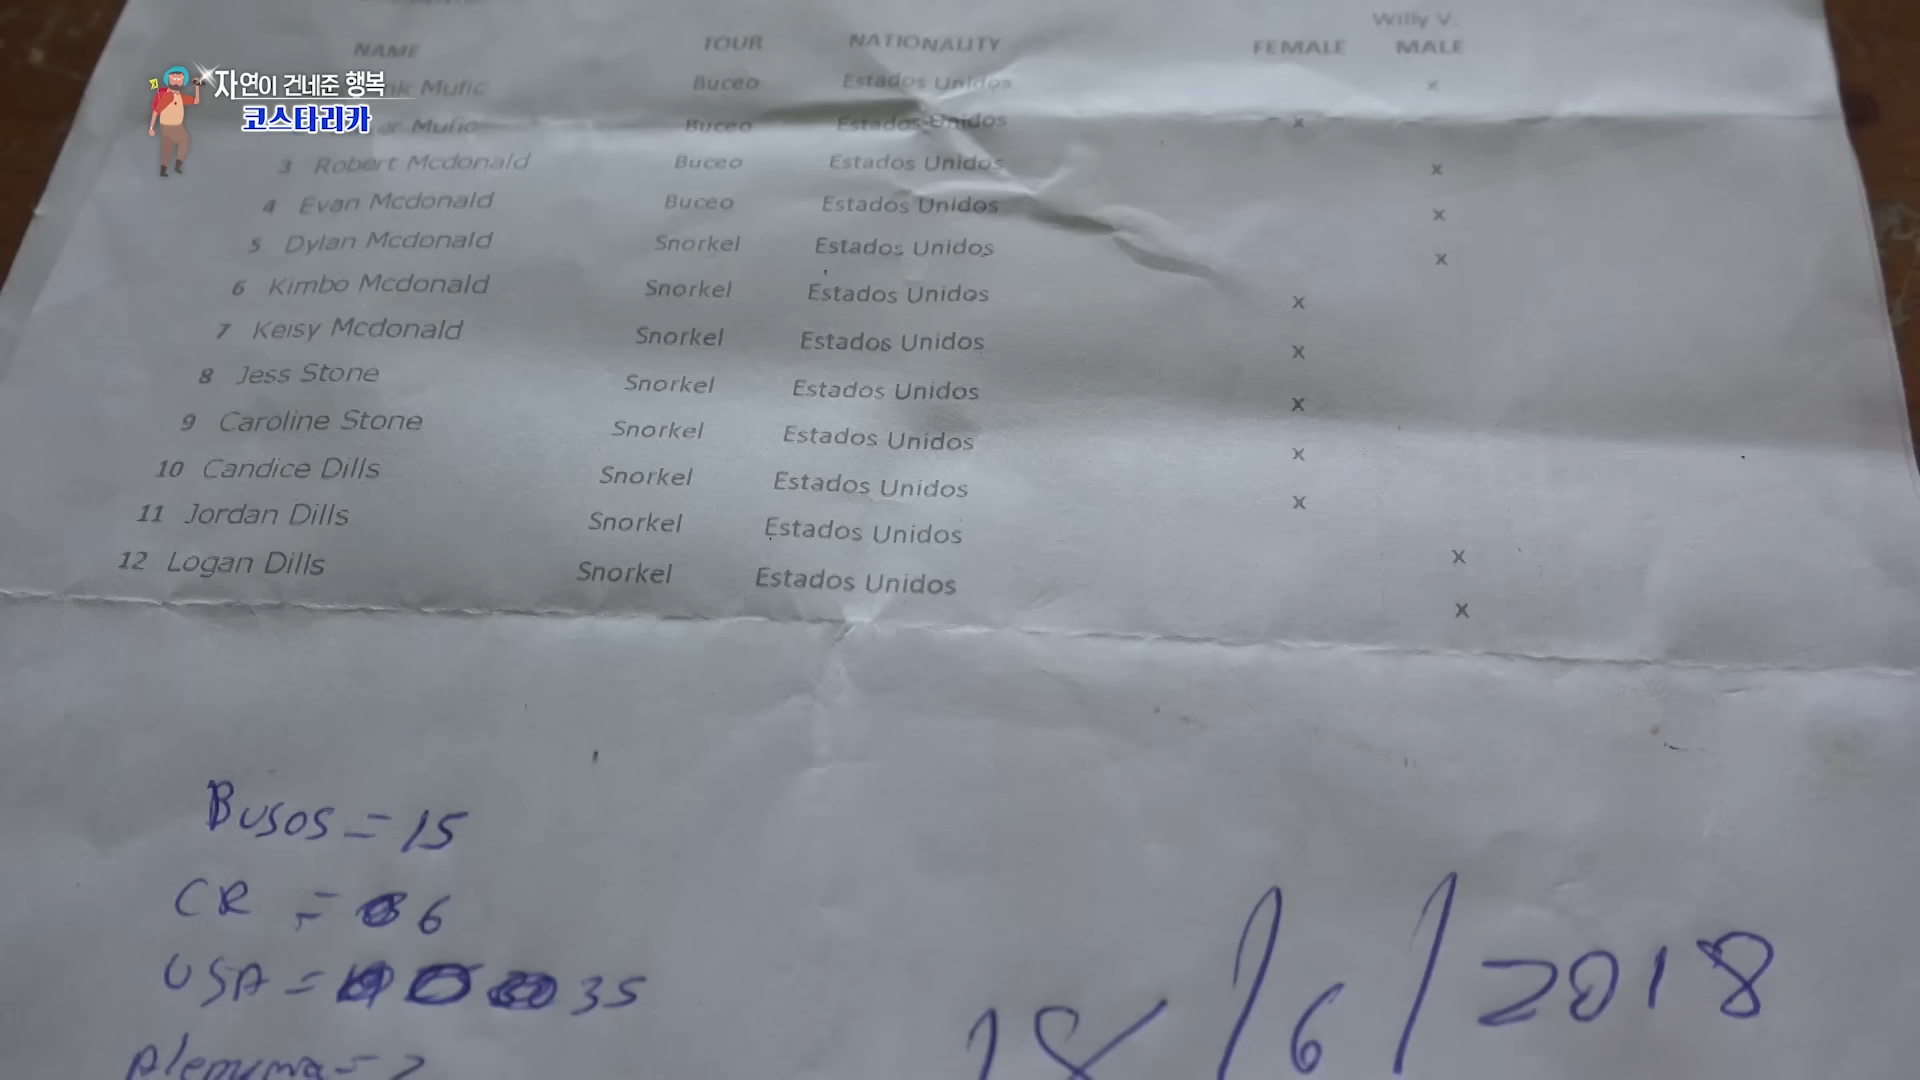 Willy V.
NAME TOUR NATIONALITY FEMALE MALE
자연이 건네준 행복
코스타리카
Mufic Buceo Estados Unidos x
Mufic Buceo Estados Unidos x
3 Robert Mcdonald Buceo Estados Unidos x
4 Evan Mcdonald Buceo Estados Unidos x
5 Dylan Mcdonald Snorkel Estados Unidos x
6 Kimbo Mcdonald Snorkel Estados Unidos x
7 Keisy Mcdonald Snorkel Estados Unidos x
8 Jess Stone Snorkel Estados Unidos x
9 Caroline Stone Snorkel Estados Unidos x
10 Candice Dills Snorkel Estados Unidos x
11 Jordan Dills Snorkel Estados Unidos x
12 Logan Dills Snorkel Estados Unidos x
Busos = 15
CR = 6
USA = 35
18/6/2018